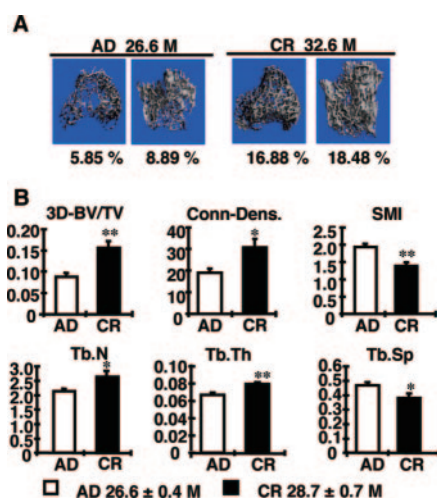 A
AD 26.6 M CR 32.6 M
5.85 % 8.89% 16.88 % 18.48 %
B
3D-BV/TV Conn-Dens. SMI
0.20 40 2.5
0.15 ** 30 * 2.0 **
0.10 20 1.5
0.05 10 1.0
0 0 0.5
0
AD CR AD CR AD CR
Tb.N Tb.Th Tb.Sp
3.0 * 0.10 ** 0.6
2.5 0.08 0.5 *
2.0 0.06 0.4
1.5 0.04 0.3
1.0 0.02 0.2
0.5 0 0.1
0 0
AD CR AD CR AD CR
AD 26.6 ± 0.4 M CR 28.7 ± 0.7 M